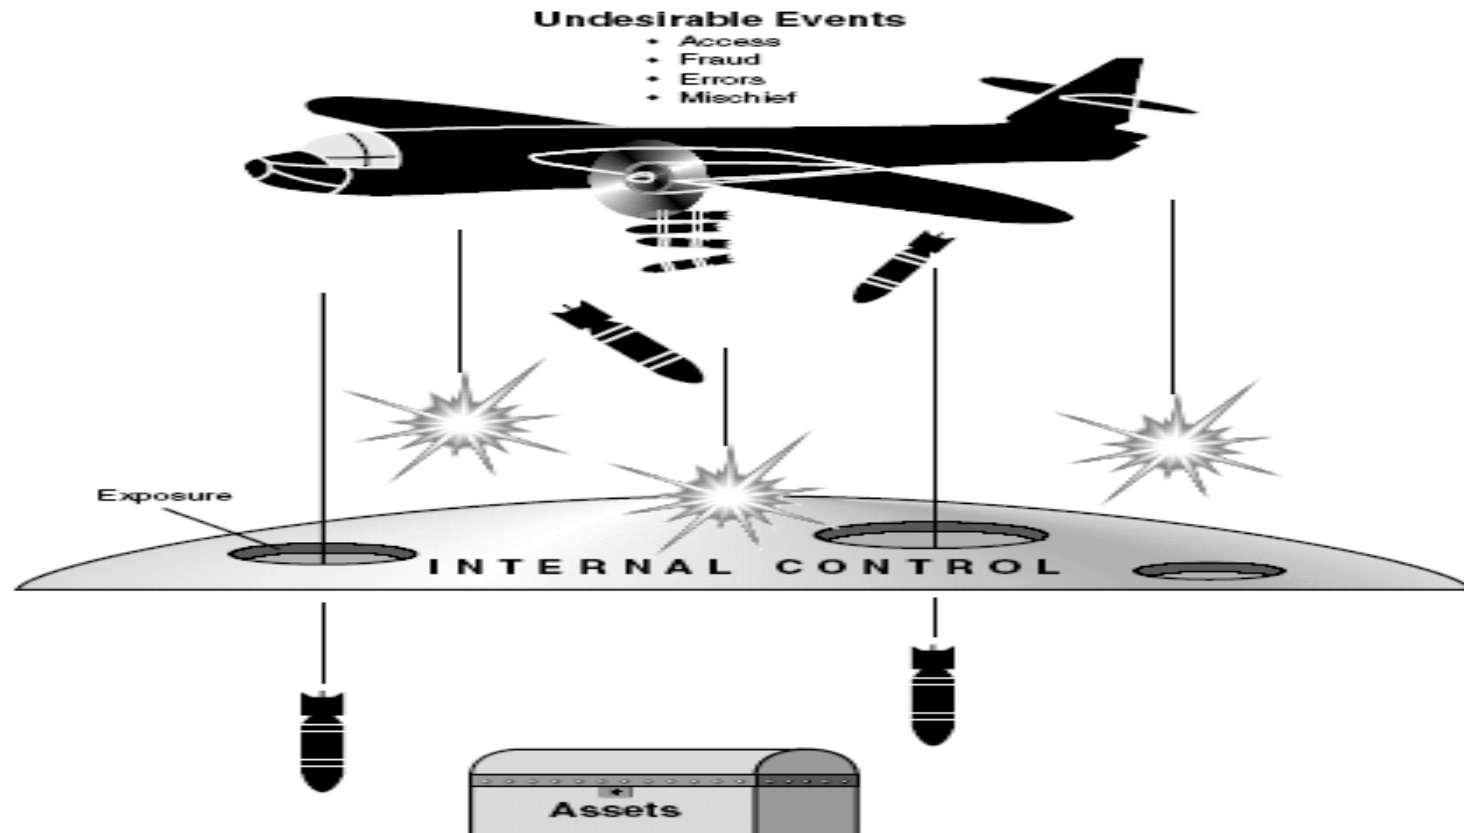 Undesirable Events
Access
Fraud
Errors
Mischief
Exposure
INTERNAL CONTROL
Assets